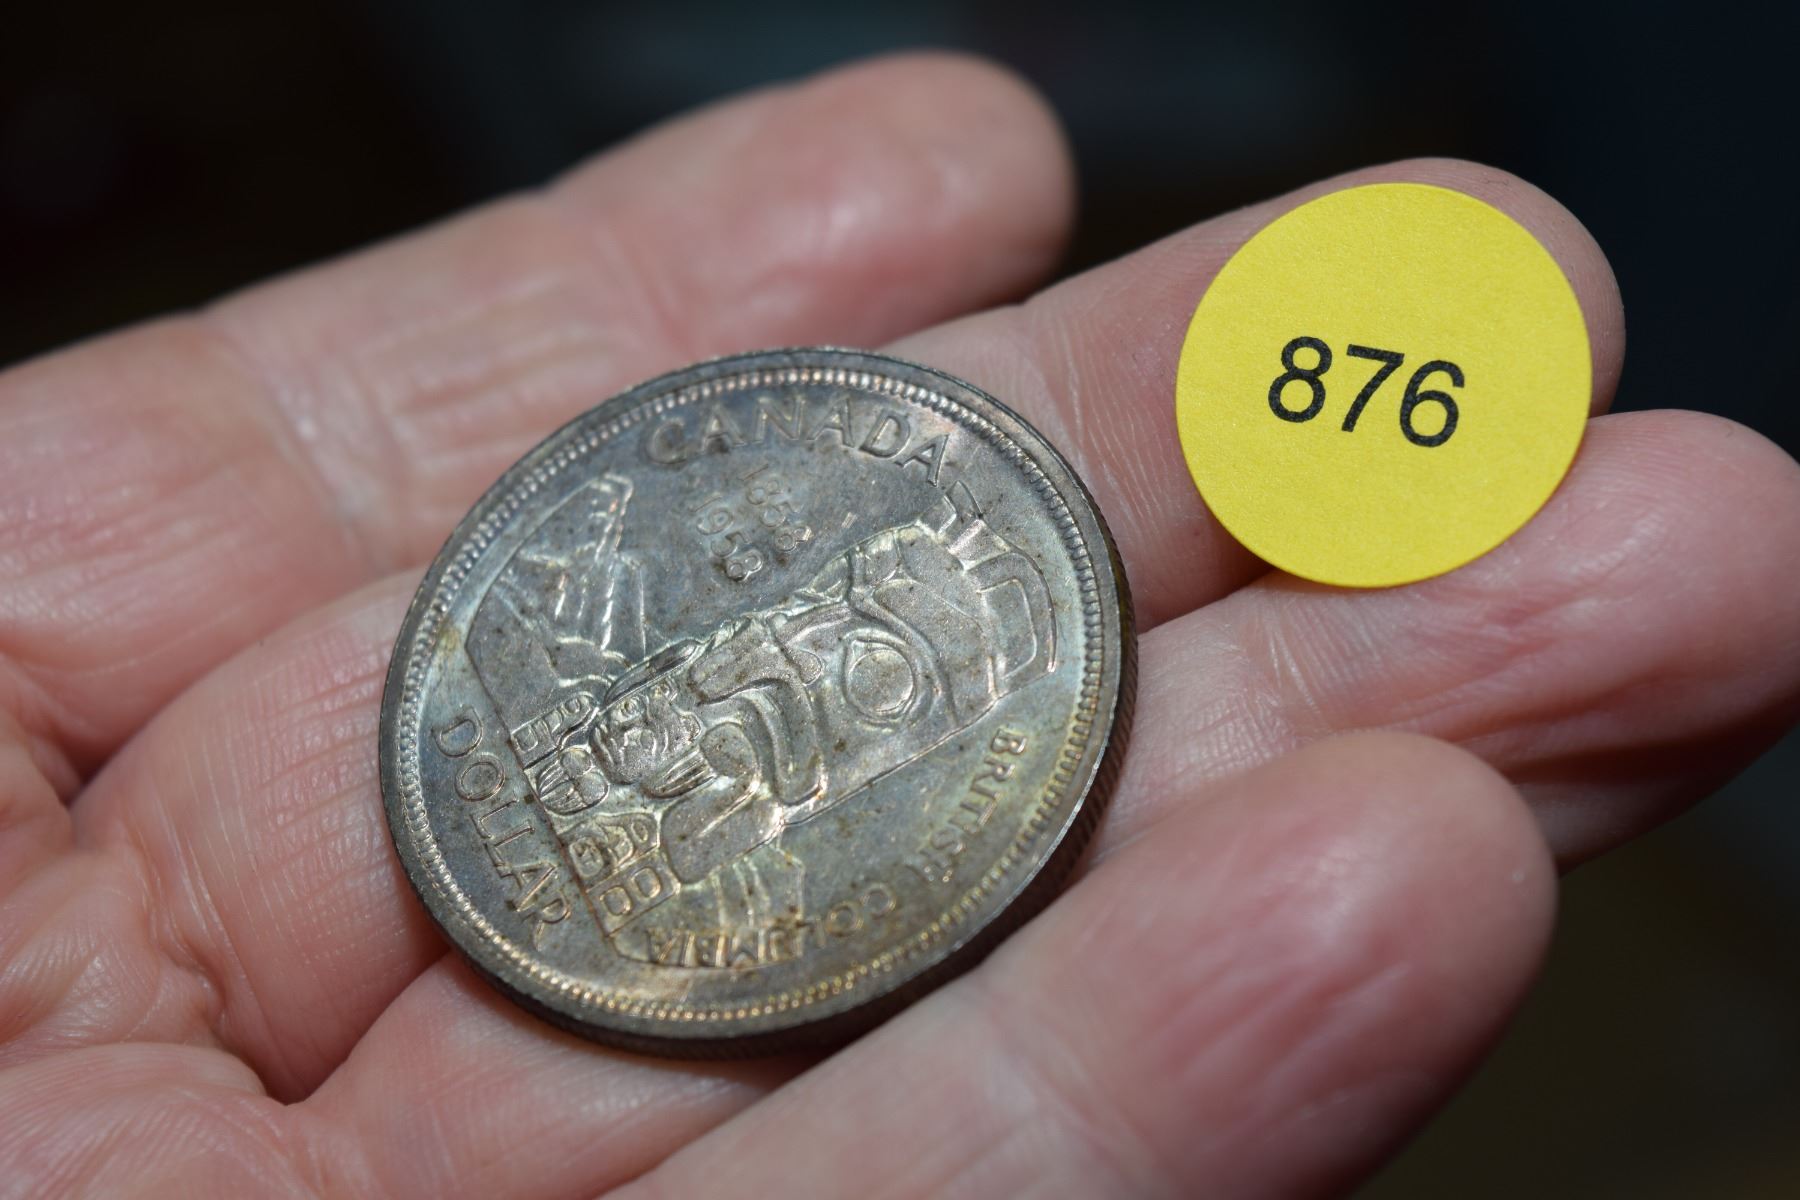 CANADA
1858
1958
BRITISH COLUMBIA
DOLLAR
876